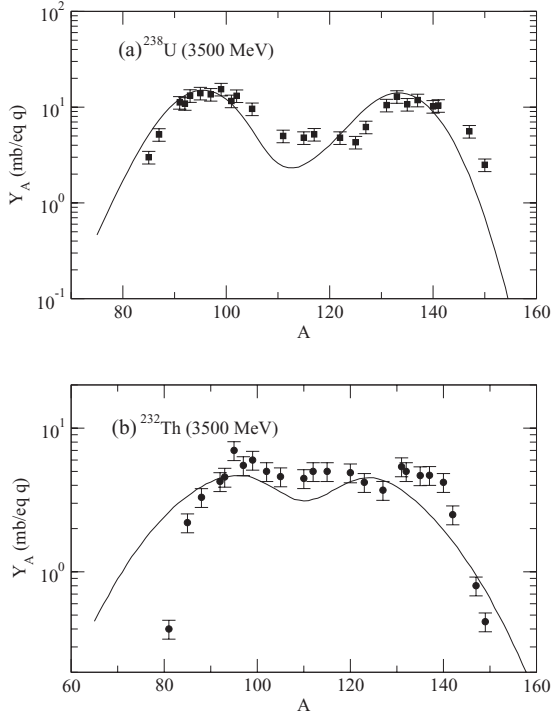 10²
(a) ²³⁸U (3500 MeV)
10¹
Y_A (mb/eq q)
10⁰
10⁻¹
80 100 120 140 160
A
(b) ²³²Th (3500 MeV)
10¹
Y_A (mb/eq q)
10⁰
60 80 100 120 140 160
A